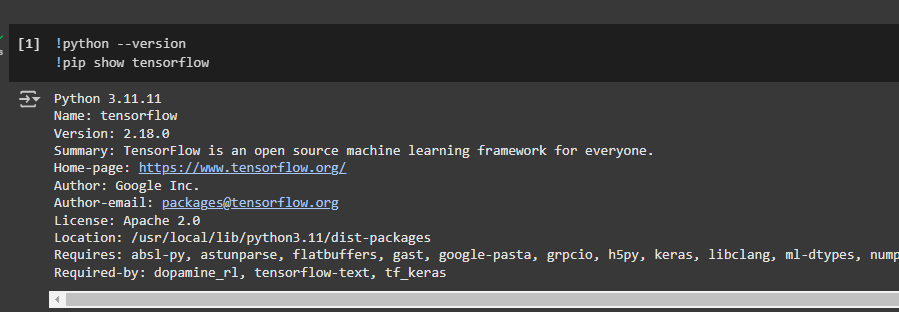 [1] !python --version
!pip show tensorflow
Python 3.11.11
Name: tensorflow
Version: 2.18.0
Summary: TensorFlow is an open source machine learning framework for everyone.
Home-page: https://www.tensorflow.org/
Author: Google Inc.
Author-email: packages@tensorflow.org
License: Apache 2.0
Location: /usr/local/lib/python3.11/dist-packages
Requires: absl-py, astunparse, flatbuffers, gast, google-pasta, grpcio, h5py, keras, libclang, ml-dtypes,
Required-by: dopamine_rl, tensorflow-text, tf_keras